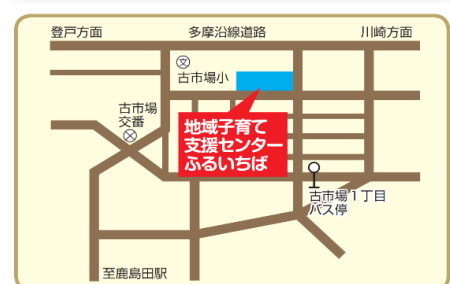 登戸方面
多摩沿線道路
川崎方面
文
古市場小
古市場
交番
地域子育て
支援センター
ふるいちば
古市場1丁目
バス停
至鹿島田駅